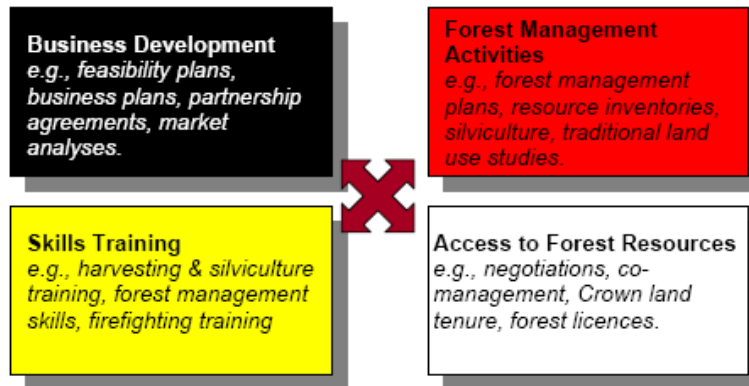 Business Development
e.g., feasibility plans,
business plans, partnership
agreements, market
analyses.
Forest Management
Activities
e.g., forest management
plans, resource inventories,
silviculture, traditional land
use studies.
Skills Training
e.g., harvesting & silviculture
training, forest management
skills, firefighting training
Access to Forest Resources
e.g., negotiations, co-
management, Crown land
tenure, forest licences.